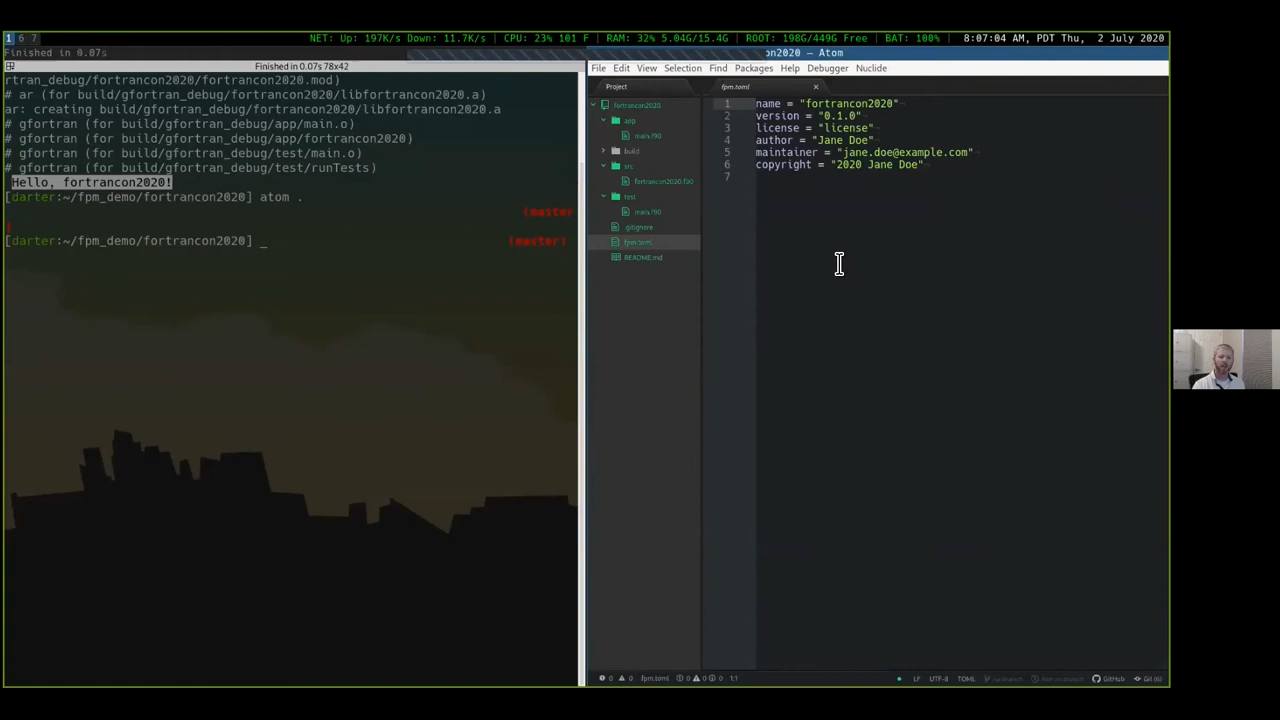 1 6 7
NET: Up: 197K/s Down: 11.7K/s | CPU: 23% 101 F | RAM: 32% 5.04G/15.4G | ROOT: 198G/449G Free | BAT: 100% | 8:07:04 AM, PDT Thu, 2 July 2020
Finished in 0.07s
Finished in 0.07s 78x42
rtran_debug/fortrancon2020/fortrancon2020.mod)
# ar (for build/gfortran_debug/fortrancon2020/libfortrancon2020.a)
ar: creating build/gfortran_debug/fortrancon2020/libfortrancon2020.a
# gfortran (for build/gfortran_debug/app/main.o)
# gfortran (for build/gfortran_debug/app/fortrancon2020)
# gfortran (for build/gfortran_debug/test/main.o)
# gfortran (for build/gfortran_debug/test/runTests)
Hello, fortrancon2020!
[darter:~/fpm_demo/fortrancon2020] atom .
(master
)
[darter:~/fpm_demo/fortrancon2020] _ (master)
on2020 — Atom
File Edit View Selection Find Packages Help Debugger Nuclide
Project
fortrancon2020
app
main.f90
build
src
fortrancon2020.f90
test
main.f90
.gitignore
fpm.toml
README.md
fpm.toml
1 name = "fortrancon2020"
2 version = "0.1.0"
3 license = "license"
4 author = "Jane Doe"
5 maintainer = "jane.doe@example.com"
6 copyright = "2020 Jane Doe"
7
0 0 fpm.toml 0 0 0 1:1
LF UTF-8 TOML GitHub Git (6)